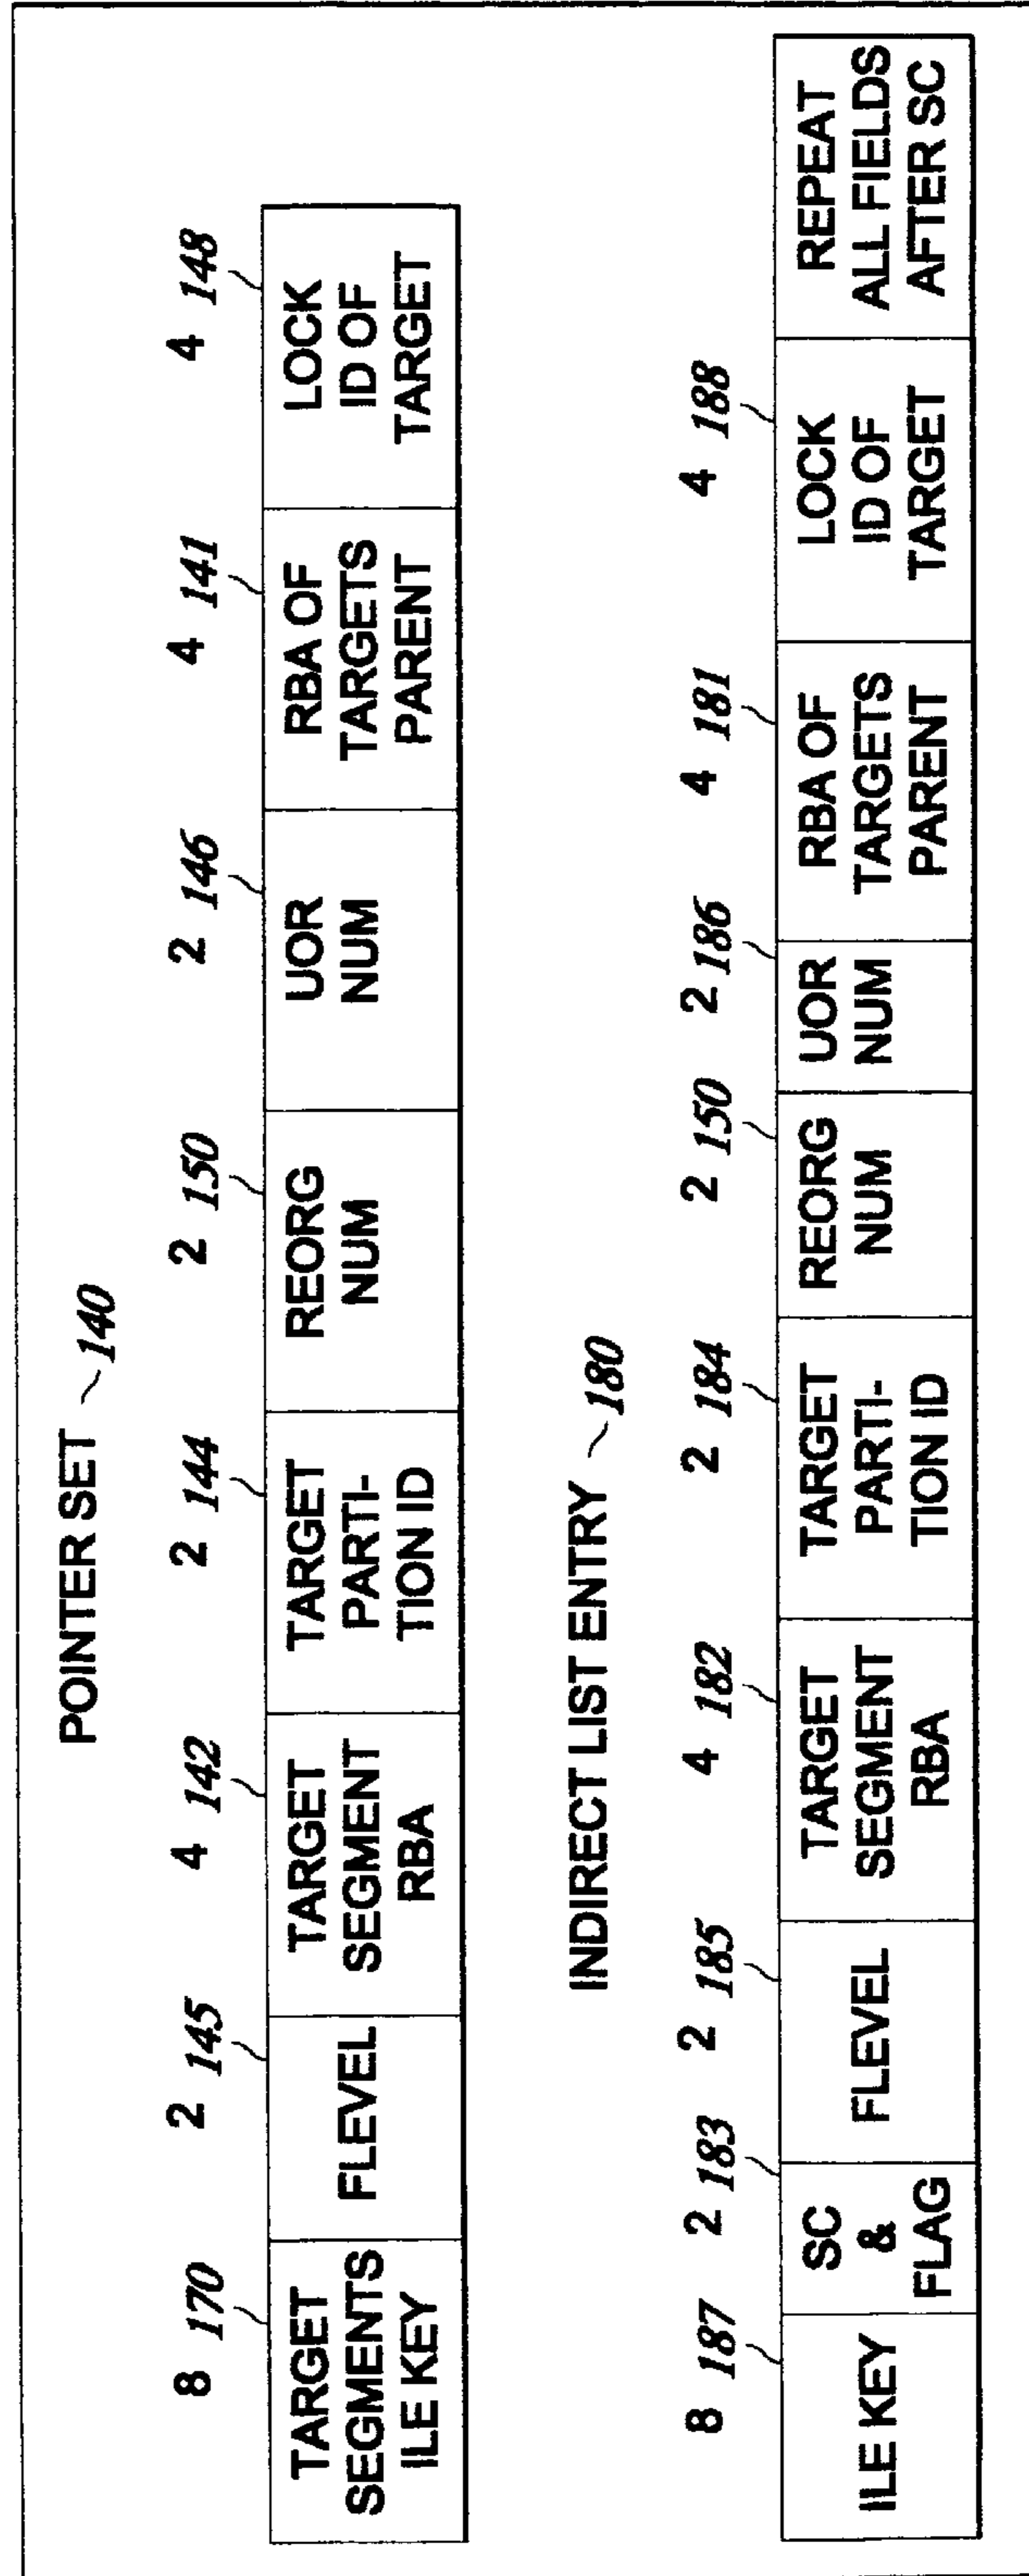 POINTER SET ~140
8 170
2 145
4 142
2 144
2 150
2 146
4 141
4 148
TARGET
SEGMENTS
ILE KEY
FLEVEL
TARGET
SEGMENT
RBA
TARGET
PARTI-
TION ID
REORG
NUM
UOR
NUM
RBA OF
TARGETS
PARENT
LOCK
ID OF
TARGET
INDIRECT LIST ENTRY ~180
8 187
2 183
2 185
4 182
2 184
2 150
2 186
4 181
4 188
ILE KEY
SC
&
FLAG
FLEVEL
TARGET
SEGMENT
RBA
TARGET
PARTI-
TION ID
REORG
NUM
UOR
NUM
RBA OF
TARGETS
PARENT
LOCK
ID OF
TARGET
REPEAT
ALL FIELDS
AFTER SC